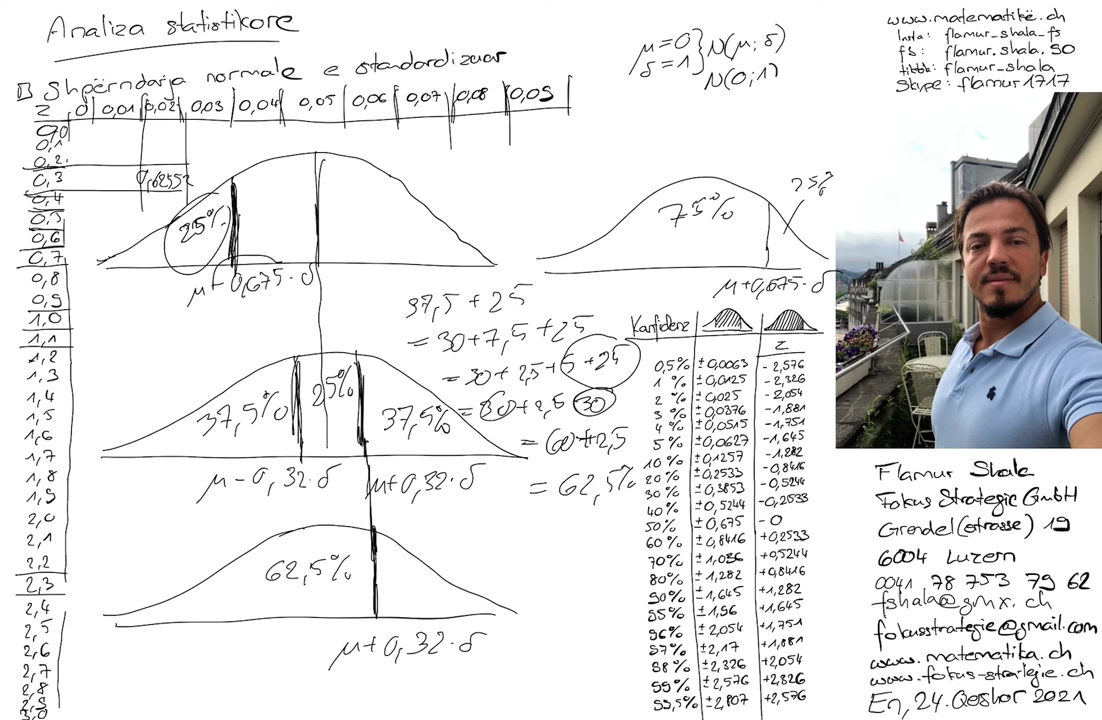 Analiza statistikore
Shpërndarja normale e standardizuar
μ=0
δ=1
N(μ;δ)
N(0;1)
Z 0 0,01 0,02 0,03 0,04 0,05 0,06 0,07 0,08 0,09
0,0
0,1
0,2
0,3 0,62552
0,4
0,5
0,6
0,7
0,8
0,9
1,0
1,1
1,2
1,3
1,4
1,5
1,6
1,7
1,8
1,9
2,0
2,1
2,2
2,3
2,4
2,5
2,6
2,7
2,8
2,9
3,0
25%
0,675·δ
75%
25%
μ+0,675·δ
37,5 + 25
= 30+7,5+25
= 30+2,5+5+25
= 30+2,5 30
= 60+2,5
= 62,5%
37,5% 25% 37,5%
μ-0,32·δ μ+0,32·δ
62,5%
μ+0,32·δ
Konfidenz
Z
0,5% ±0,0063 -2,576
1% ±0,0125 -2,326
2% ±0,025 -2,054
3% ±0,0376 -1,881
4% ±0,0515 -1,751
5% ±0,0627 -1,645
10% ±0,1257 -1,282
20% ±0,2533 -0,8416
30% ±0,3853 -0,5244
40% ±0,5244 -0,2533
50% ±0,675 -0
60% ±0,8416 +0,2533
70% ±1,036 +0,5244
80% ±1,282 +0,8416
90% ±1,645 +1,282
95% ±1,96 +1,645
96% ±2,054 +1,751
97% ±2,17 +1,881
98% ±2,326 +2,054
99% ±2,576 +2,326
99,5% ±2,807 +2,576
www.matematikë.ch
Insta: flamur_shala_fs
fb: flamur.shala.50
flamur_shala
Skype: flamur1717
Flamur Shala
Fokus Strategie GmbH
Grendel(strasse) 19
6004 Luzern
0041 78 753 79 62
fshala@gmx.ch
fokusstrategie@gmail.com
www.matematika.ch
www.fokus-strategie.ch
En, 24.Qershor 2021